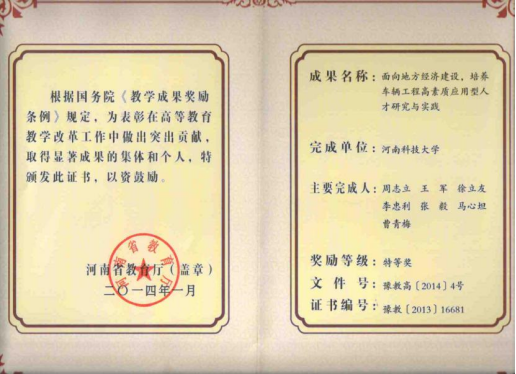 根据国务院《教学成果奖励
条例》规定，为表彰在高等教育
教学改革工作中做出突出贡献，
取得显著成果的集体和个人，特
颁发此证书，以资鼓励。
河南省教育厅（盖章）
二〇一四年一月
河南省教育厅
成果名称：面向地方经济建设，培养
车辆工程高素质应用型人
才研究与实践
完成单位：河南科技大学
主要完成人：周志立 王军 徐立友
李忠利 张毅 马心坦
曹青梅
奖励等级：特等奖
文件号：豫教高〔2014〕4号
证书编号：豫教〔2013〕16681